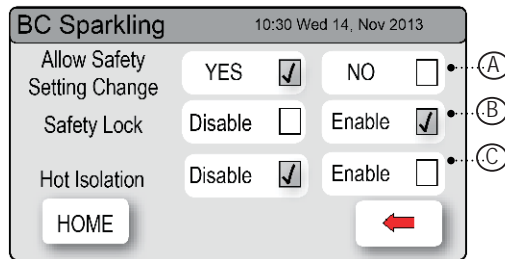 BC Sparkling 10:30 Wed 14, Nov 2013
Allow Safety
Setting Change
YES NO A
Safety Lock Disable Enable B
Hot Isolation Disable Enable C
HOME